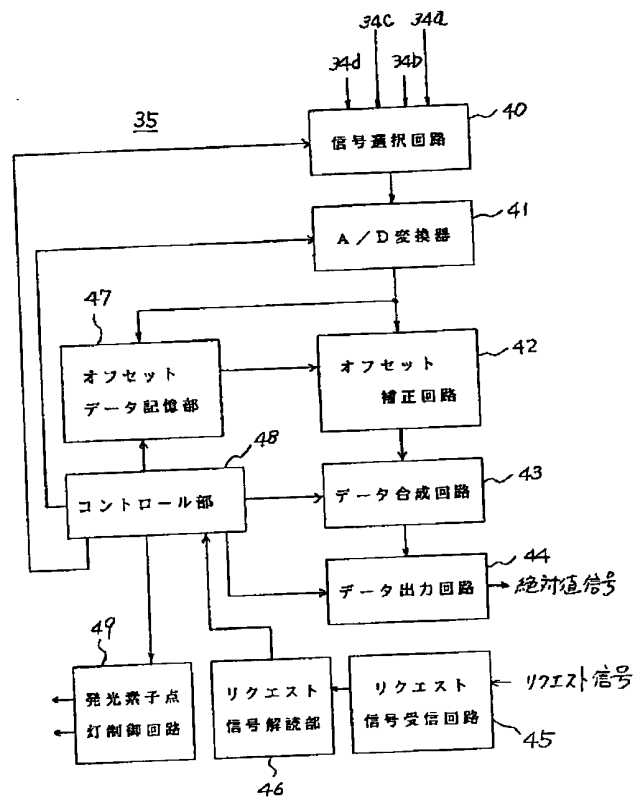 34c 34a
34d 34b
35
40
信号選択回路
41
A/D変換器
47
42
オフセット
データ記憶部
オフセット
補正回路
48
43
コントロール部
データ合成回路
44
データ出力回路
絶対値信号
49
発光素子点
灯制御回路
リクエスト
信号解読部
リクエスト
信号受信回路
リクエスト信号
45
46